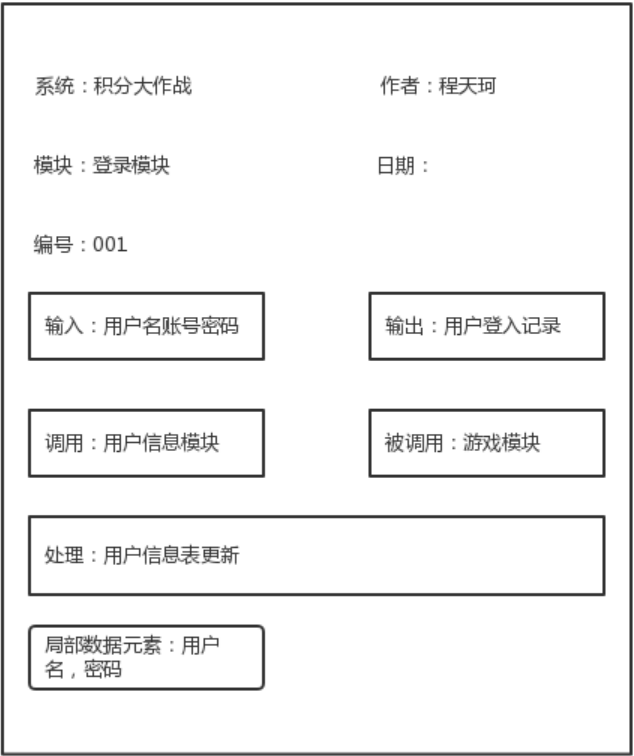 系统：积分大作战
作者：程天珂
模块：登录模块
日期：
编号：001
输入：用户名账号密码
输出：用户登入记录
调用：用户信息模块
被调用：游戏模块
处理：用户信息表更新
局部数据元素：用户
名，密码